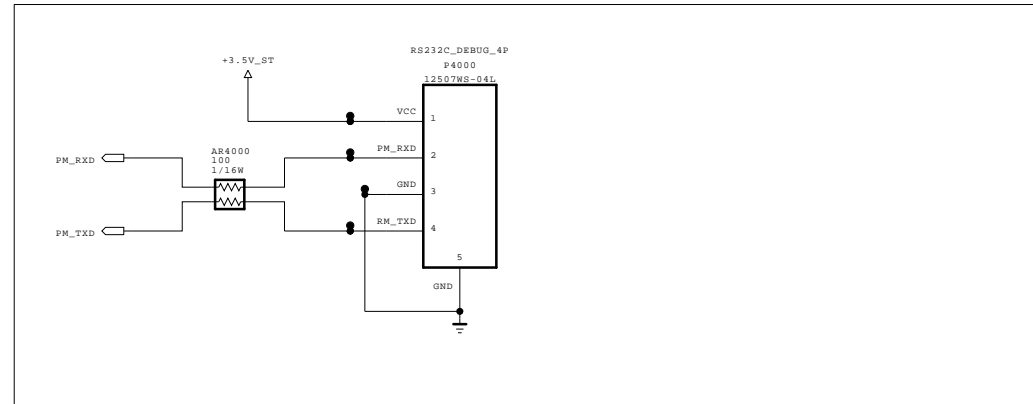 RS232C_DEBUG_4P
P4000
12507WS-04L
+3.5V_ST
VCC
1
PM_RXD
AR4000
100
1/16W
PM_RXD
2
GND
3
PM_TXD
RM_TXD
4
5
GND